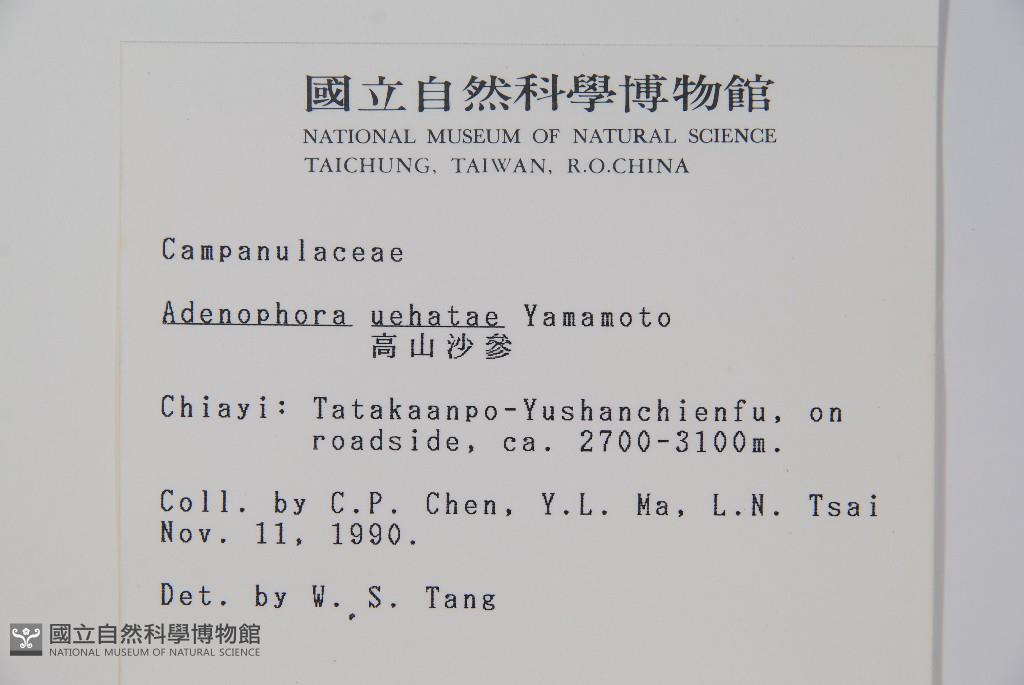 國立自然科學博物館
NATIONAL MUSEUM OF NATURAL SCIENCE
TAICHUNG, TAIWAN, R.O.CHINA
Campanulaceae
Adenophora uehatae Yamamoto
高山沙參
Chiayi: Tatakaanpo-Yushanchienfu, on
roadside, ca. 2700-3100m.
Coll. by C.P. Chen, Y.L. Ma, L.N. Tsai
Nov. 11, 1990.
Det. by W. S. Tang
國立自然科學博物館
NATIONAL MUSEUM OF NATURAL SCIENCE